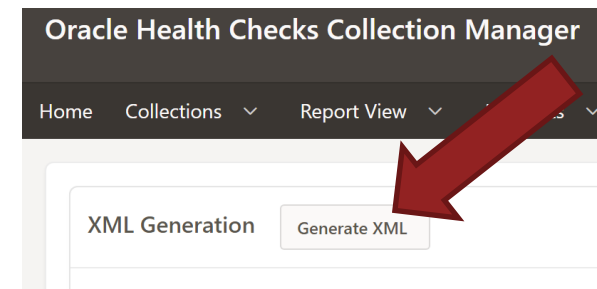 Oracle Health Checks Collection Manager
Home Collections Report View
XML Generation Generate XML